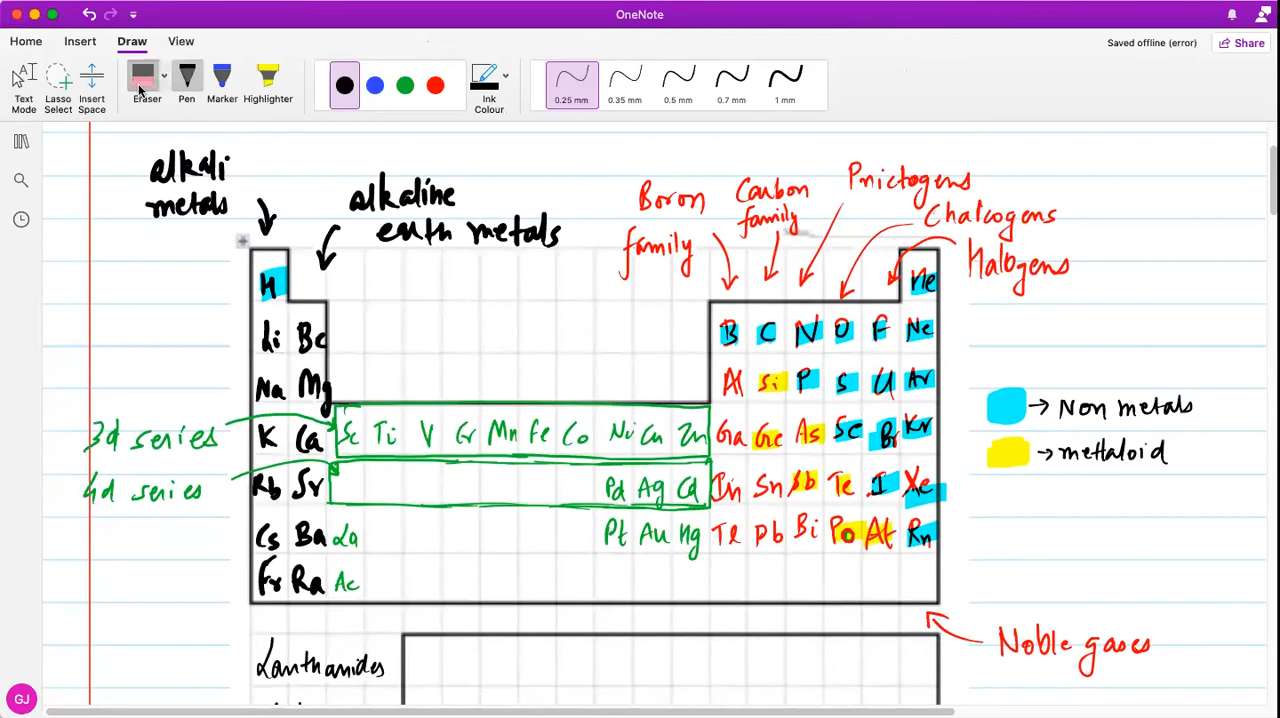 OneNote
Home Insert Draw View
Saved offline (error)
Share
Text Mode
Lasso Select
Insert Space
Eraser
Pen
Marker
Highlighter
Ink Colour
0.25 mm
0.35 mm
0.5 mm
0.7 mm
1 mm
alkali
metals
alkaline
earth metals
Boron
family
Carbon
family
Pnictogens
Chalcogens
Halogens
H He
Li Be B C N O F Ne
Na Mg Al Si P S Cl Ar
3d series
K Ca Sc Ti V Cr Mn Fe Co Ni Cu Zn Ga Ge As Se Br Kr
4d series
Rb Sr Pd Ag Cd In Sn Sb Te I Xe
Cs Ba La Pt Au Hg Tl Pb Bi Po At Rn
Fr Ra Ac
Non metals
mettaloid
Noble gases
Lanthanides
GJ